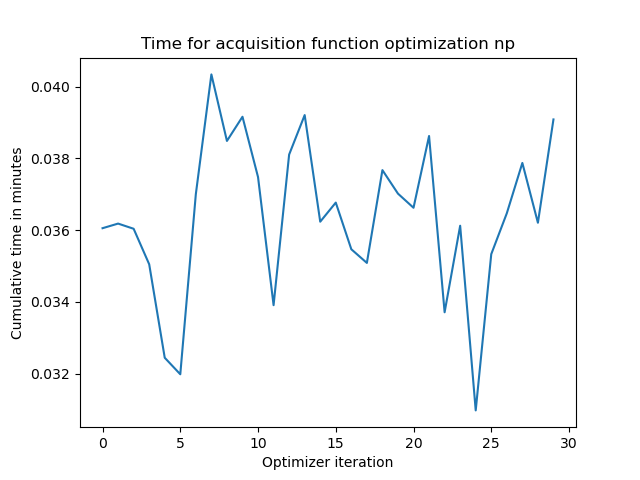 Time for acquisition function optimization np
0.040
0.038
0.036
0.034
0.032
Cumulative time in minutes
0 5 10 15 20 25 30
Optimizer iteration